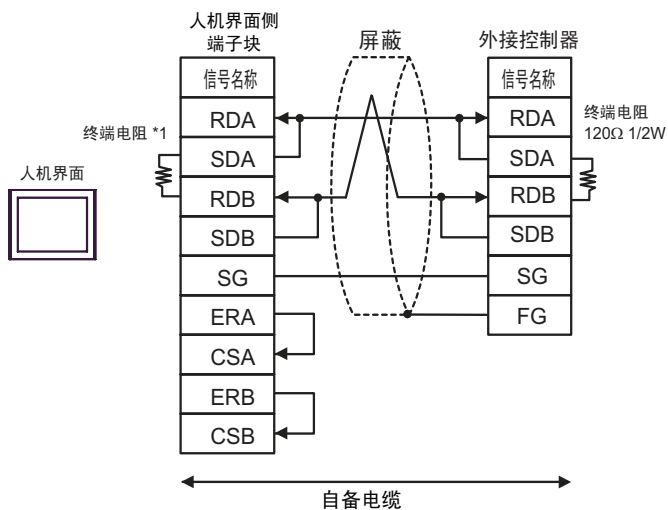 人机界面侧
端子块
屏蔽
外接控制器
信号名称
信号名称
RDA
RDA
终端电阻
120Ω 1/2W
终端电阻 *1
SDA
SDA
人机界面
RDB
RDB
SDB
SDB
SG
SG
ERA
FG
CSA
ERB
CSB
自备电缆